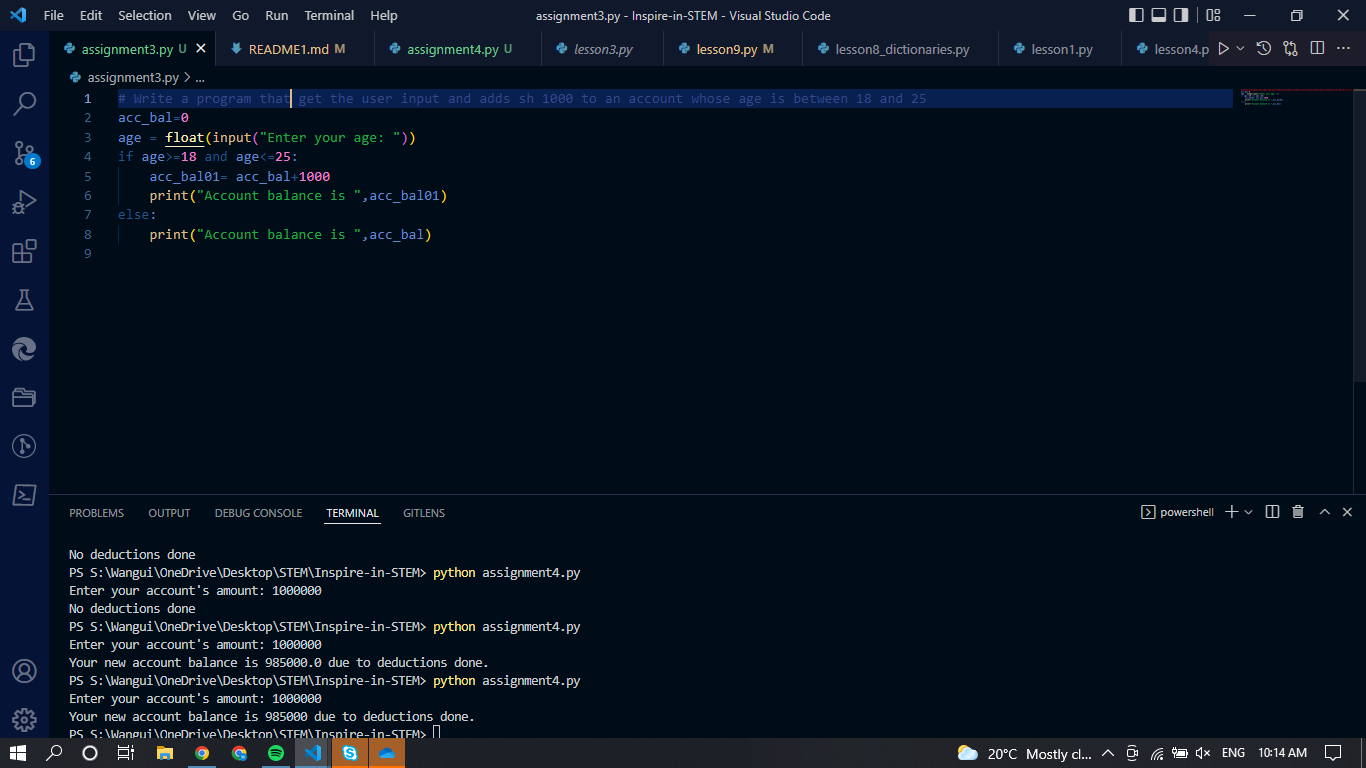 File Edit Selection View Go Run Terminal Help assignment3.py - Inspire-in-STEM - Visual Studio Code
assignment3.py U README1.md M assignment4.py U lesson3.py lesson9.py M lesson8_dictionaries.py lesson1.py lesson4.p
assignment3.py > ...
1 # Write a program that get the user input and adds sh 1000 to an account whose age is between 18 and 25
2 acc_bal=0
3 age = float(input("Enter your age: "))
4 if age>=18 and age<=25:
5 acc_bal01= acc_bal+1000
6 print("Account balance is ",acc_bal01)
7 else:
8 print("Account balance is ",acc_bal)
9
6
PROBLEMS OUTPUT DEBUG CONSOLE TERMINAL GITLENS powershell
No deductions done
PS S:\Wangui\OneDrive\Desktop\STEM\Inspire-in-STEM> python assignment4.py
Enter your account's amount: 1000000
No deductions done
PS S:\Wangui\OneDrive\Desktop\STEM\Inspire-in-STEM> python assignment4.py
Enter your account's amount: 1000000
Your new account balance is 985000.0 due to deductions done.
PS S:\Wangui\OneDrive\Desktop\STEM\Inspire-in-STEM> python assignment4.py
Enter your account's amount: 1000000
Your new account balance is 985000 due to deductions done.
PS S:\Wangui\OneDrive\Desktop\STEM\Inspire-in-STEM>
20°C Mostly cl... ENG 10:14 AM